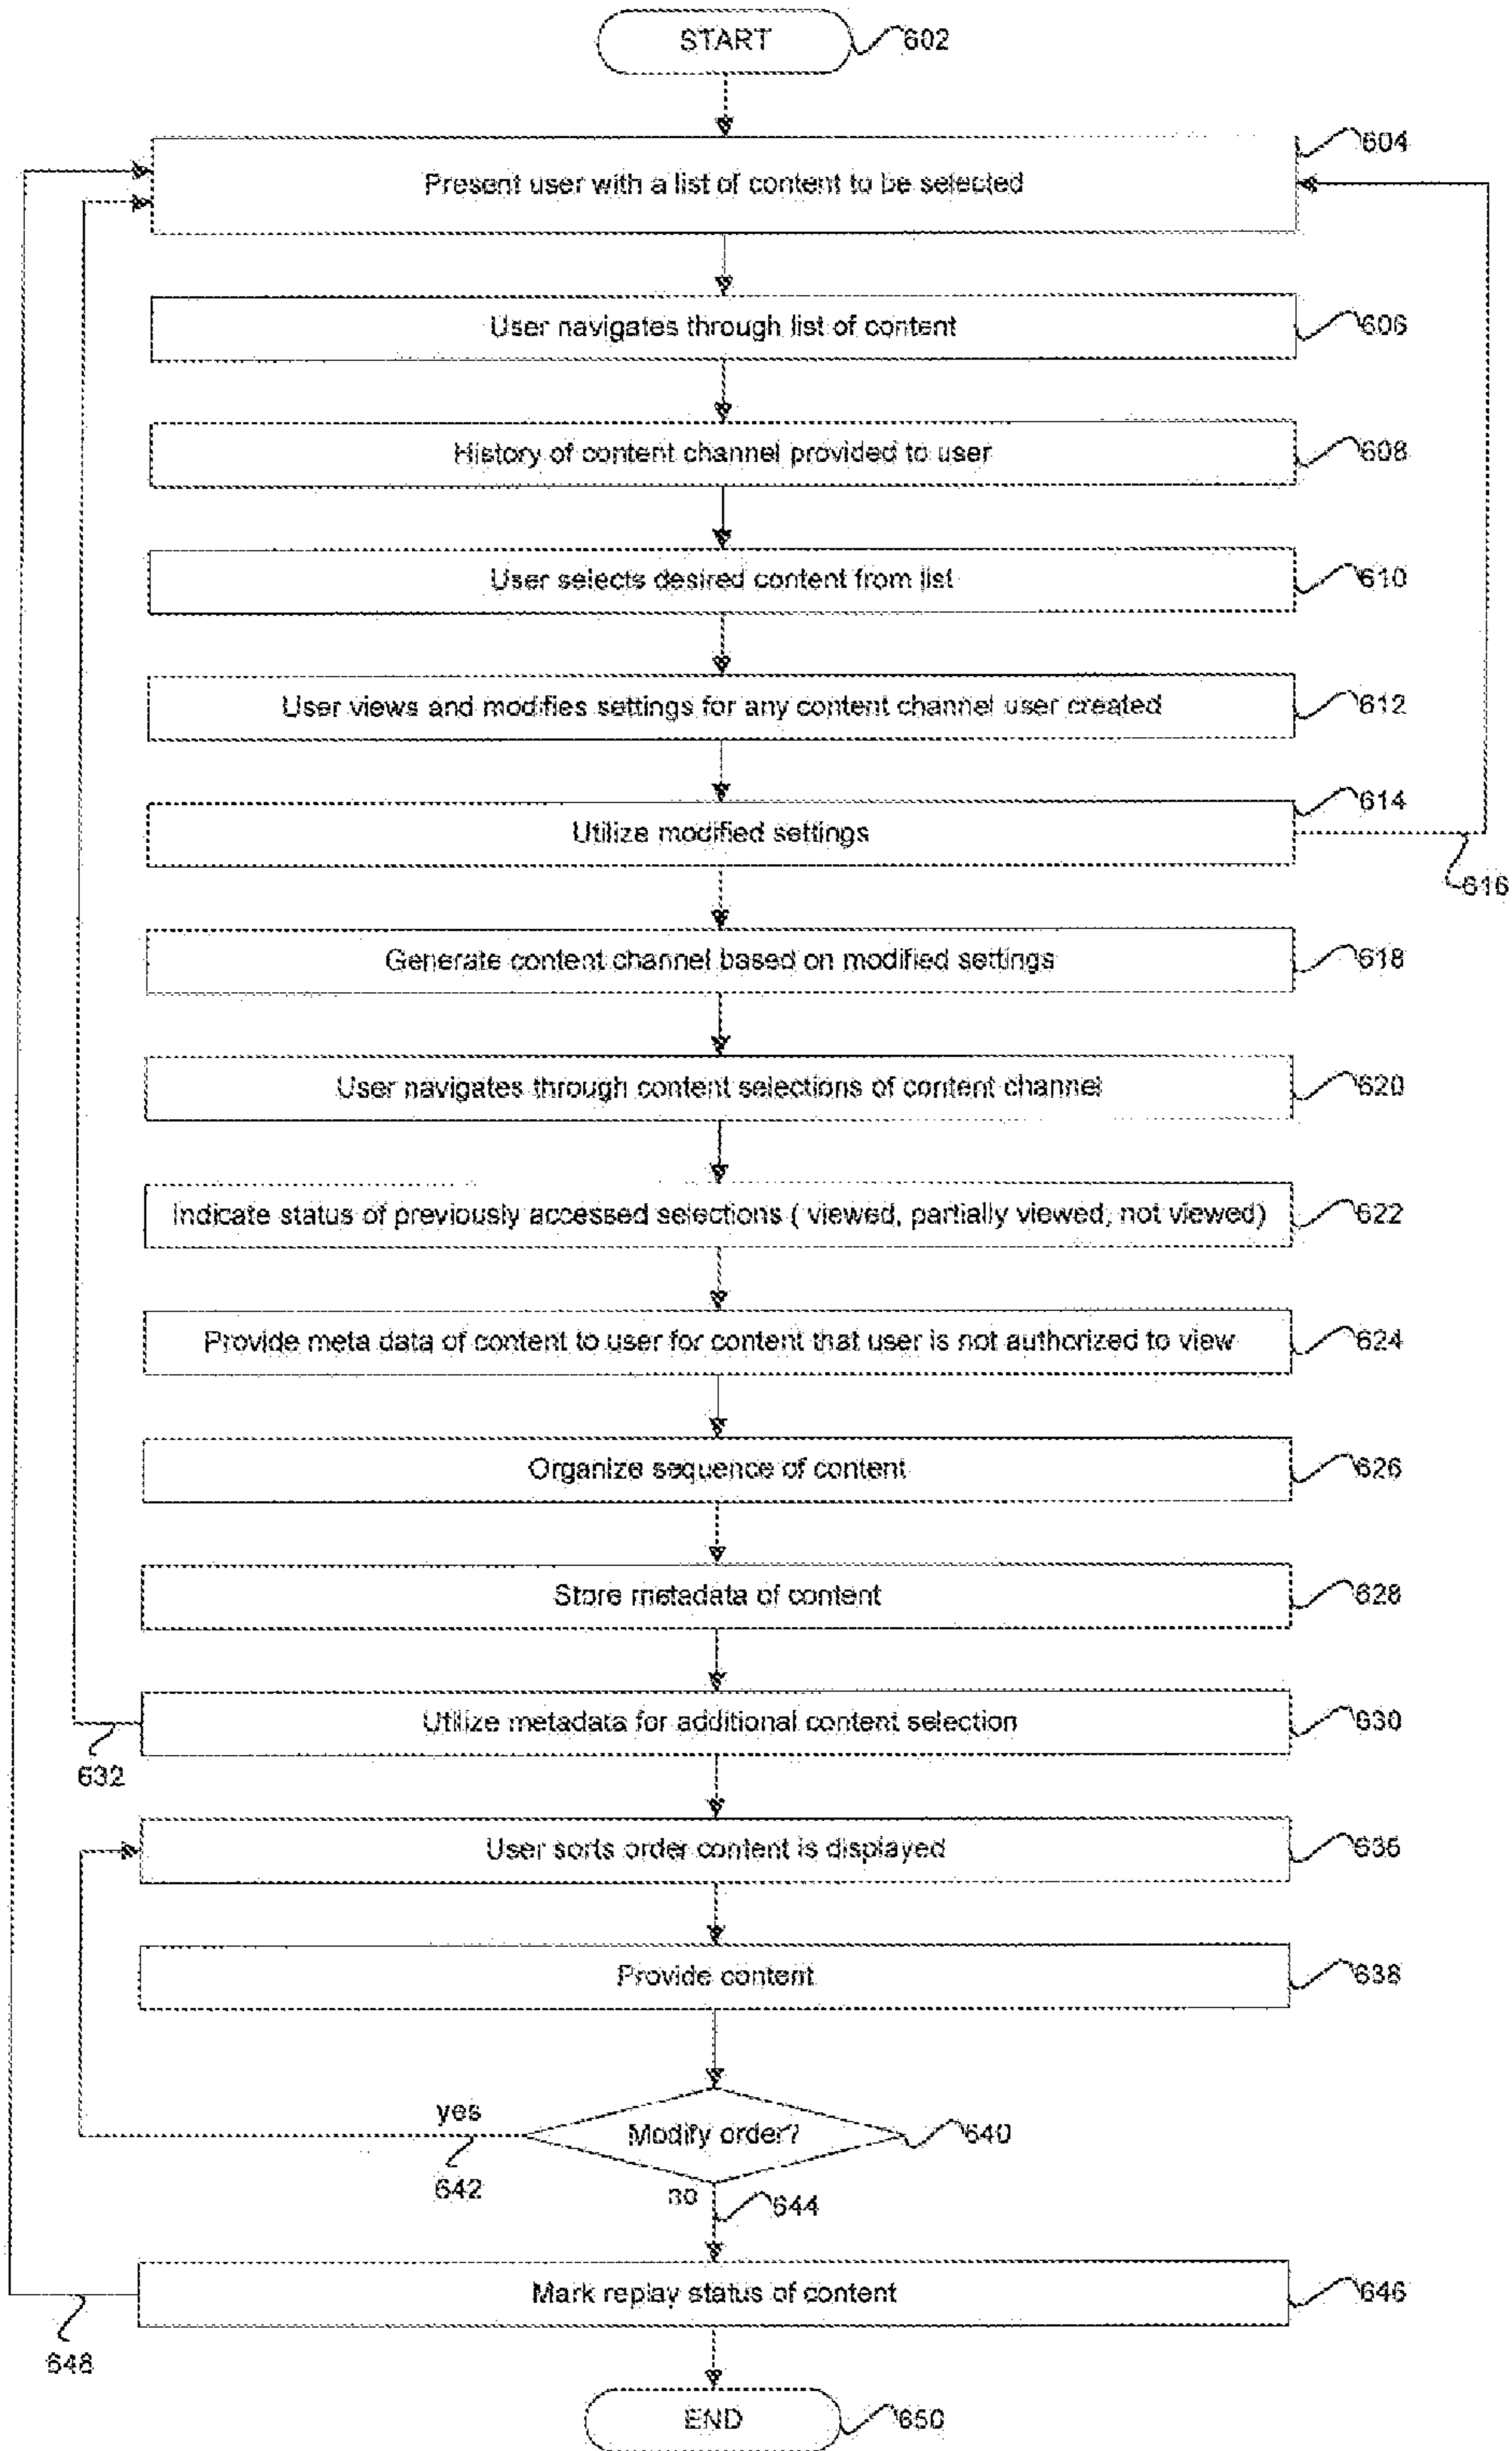 START
602
604
Present user with a list of content to be selected
User navigates through list of content
606
History of content channel provided to user
608
User selects desired content from list
610
User views and modifies settings for any content channel user created
612
614
Utilize modified settings
616
Generate content channel based on modified settings
618
User navigates through content selections of content channel
620
Indicate status of previously accessed selections ( viewed, partially viewed, not viewed)
622
Provide meta data of content to user for content that user is not authorized to view
624
Organize sequence of content
626
Store metadata of content
628
Utilize metadata for additional content selection
630
632
User sorts order content is displayed
636
Provide content
638
yes
Modify order?
640
642
no
644
Mark replay status of content
646
648
END
650